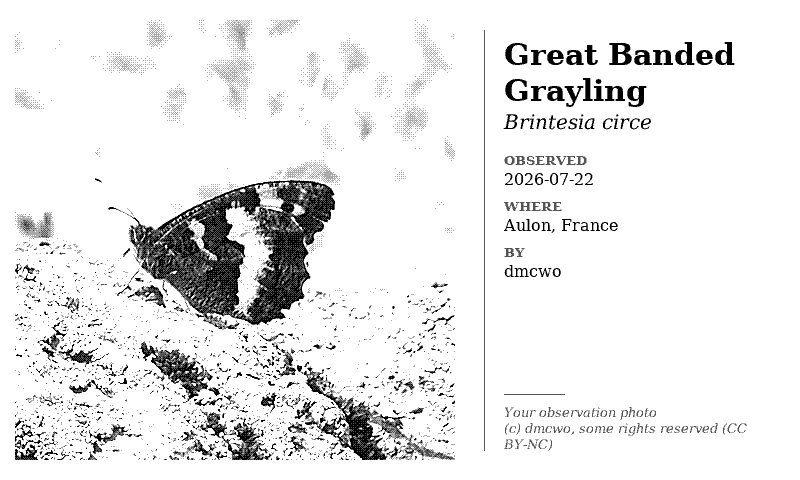 Great Banded
Grayling
Brintesia circe
OBSERVED
2026-07-22
WHERE
Aulon, France
BY
dmcwo
Your observation photo
(c) dmcwo, some rights reserved (CC
BY-NC)